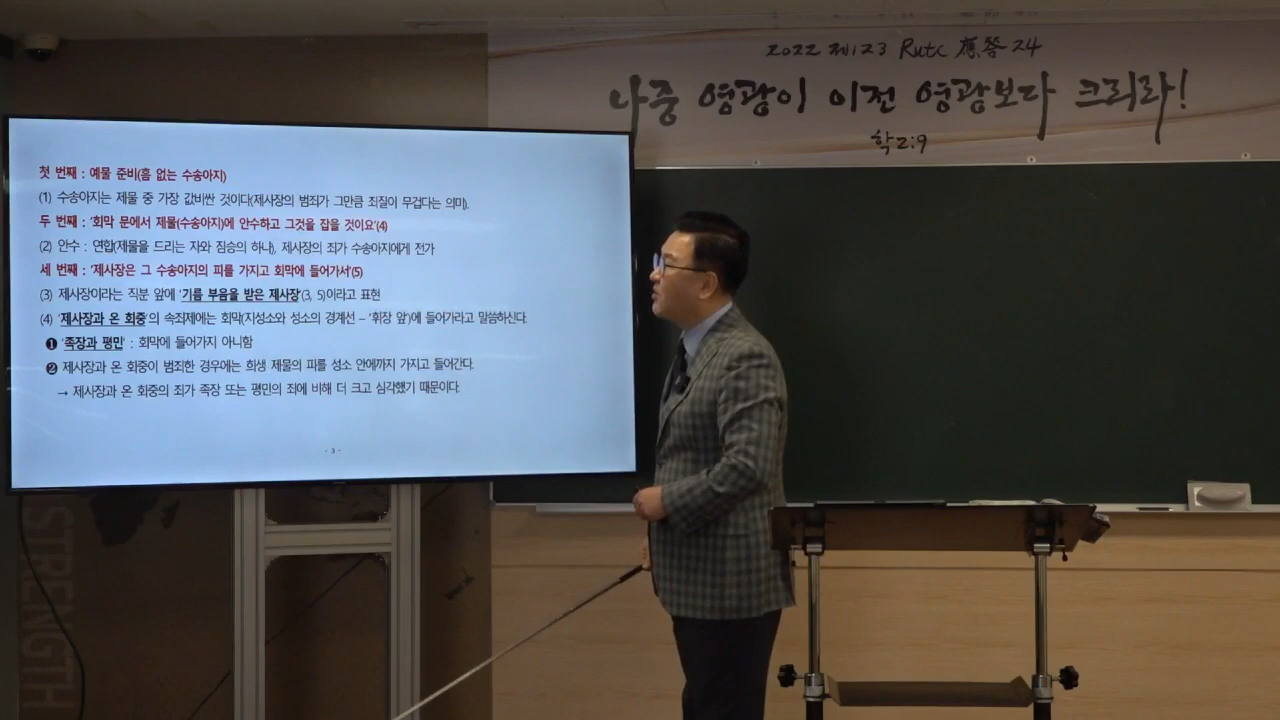 2022 제123 Rutc 應答 24
나중 영광이 이전 영광보다 크리라!
학2:9
첫 번째 : 예물 준비(흠 없는 수송아지)
(1) 수송아지는 제물 중 가장 값비싼 것이다(제사장의 범죄가 그만큼 죄질이 무겁다는 의미).
두 번째 : '회막 문에서 제물(수송아지)에 안수하고 그것을 잡을 것이요'(4)
(2) 안수 : 연합(제물을 드리는 자와 짐승의 하나), 제사장의 죄가 수송아지에게 전가
세 번째 : '제사장은 그 수송아지의 피를 가지고 회막에 들어가서'(5)
(3) 제사장이라는 직분 앞에 '기름 부음을 받은 제사장'(3, 5)이라고 표현
(4) '제사장과 온 회중'의 속죄제에는 회막(지성소와 성소의 경계선 – '휘장 앞')에 들어가라고 말씀하신다.
❶ '족장과 평민' : 회막에 들어가지 아니함
❷ 제사장과 온 회중이 범죄한 경우에는 희생 제물의 피를 성소 안에까지 가지고 들어간다.
→ 제사장과 온 회중의 죄가 족장 또는 평민의 죄에 비해 더 크고 심각했기 때문이다.
- 3 -
STRENGTH